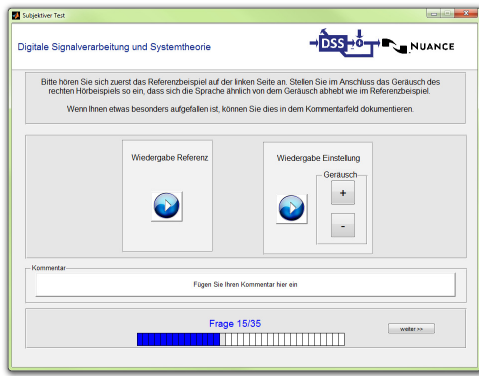 Subjektiver Test
Digitale Signalverarbeitung und Systemtheorie
DSS
NUANCE
Bitte hören Sie sich zuerst das Referenzbeispiel auf der linken Seite an. Stellen Sie im Anschluss das Geräusch des
rechten Hörbeispiels so ein, dass sich die Sprache ähnlich von dem Geräusch abhebt wie im Referenzbeispiel.
Wenn Ihnen etwas besonders aufgefallen ist, können Sie dies in dem Kommentarfeld dokumentieren.
Wiedergabe Referenz
Wiedergabe Einstellung
Geräusch
+
-
Kommentar
Fügen Sie Ihren Kommentar hier ein
Frage 15/35
weiter >>